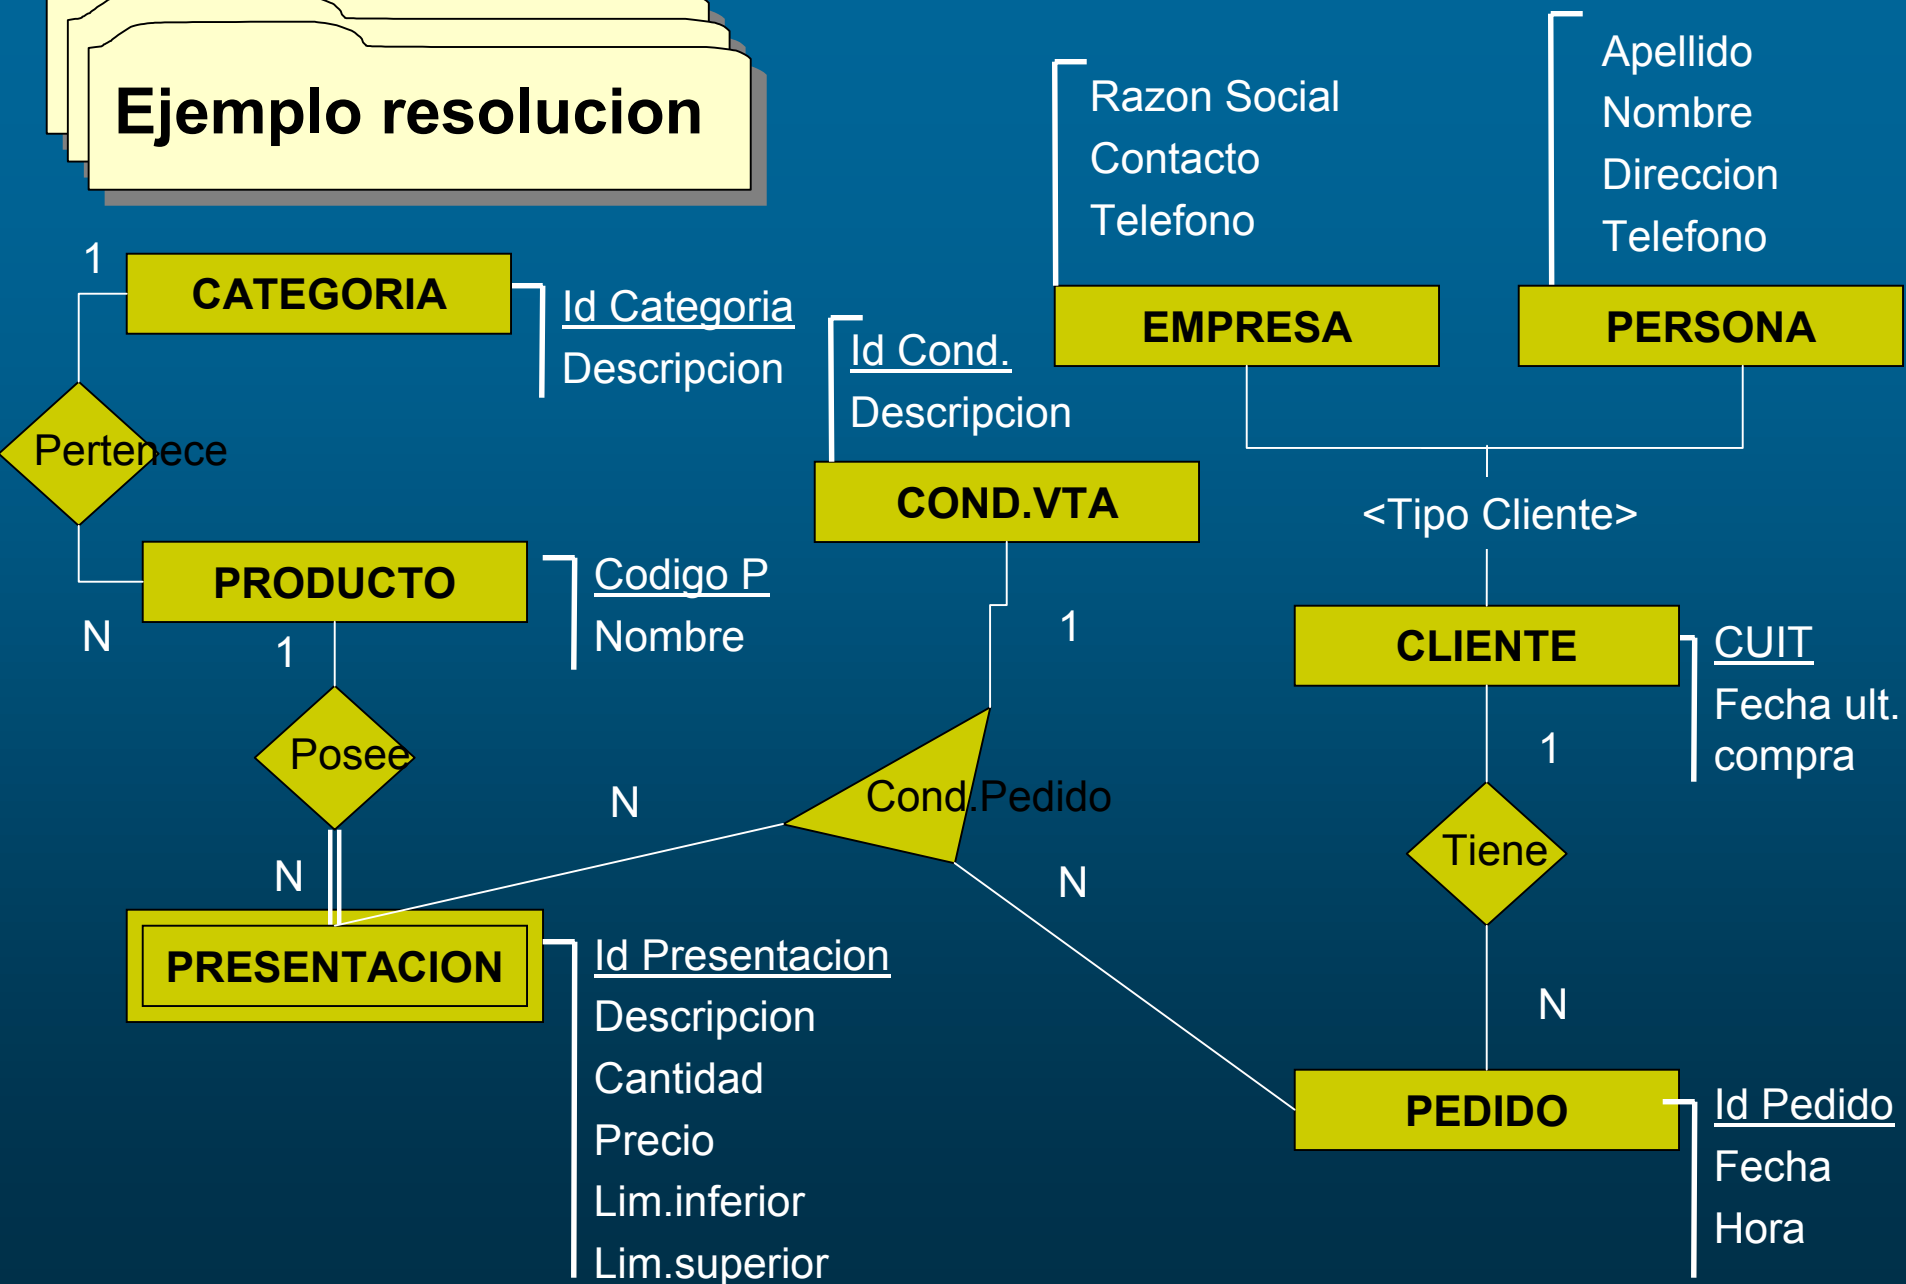 Ejemplo resolucion
Razon Social
Contacto
Telefono
Apellido
Nombre
Direccion
Telefono
1
CATEGORIA
Id Categoria
Descripcion
Id Cond.
Descripcion
EMPRESA
PERSONA
Pertenece
COND.VTA
<Tipo Cliente>
PRODUCTO
Codigo P
Nombre
N
1
1
CLIENTE
CUIT
Fecha ult.
compra
Posee
N
Cond.Pedido
1
Tiene
N
N
PRESENTACION
Id Presentacion
Descripcion
Cantidad
Precio
Lim.inferior
Lim.superior
N
PEDIDO
Id Pedido
Fecha
Hora